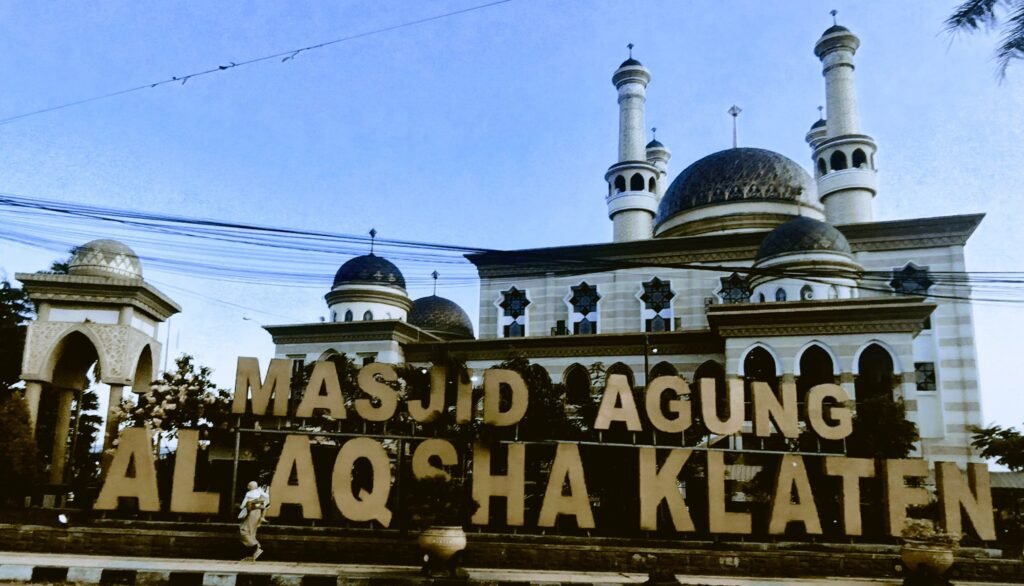 MASJID AGUNG
AL AQSHA KLATEN